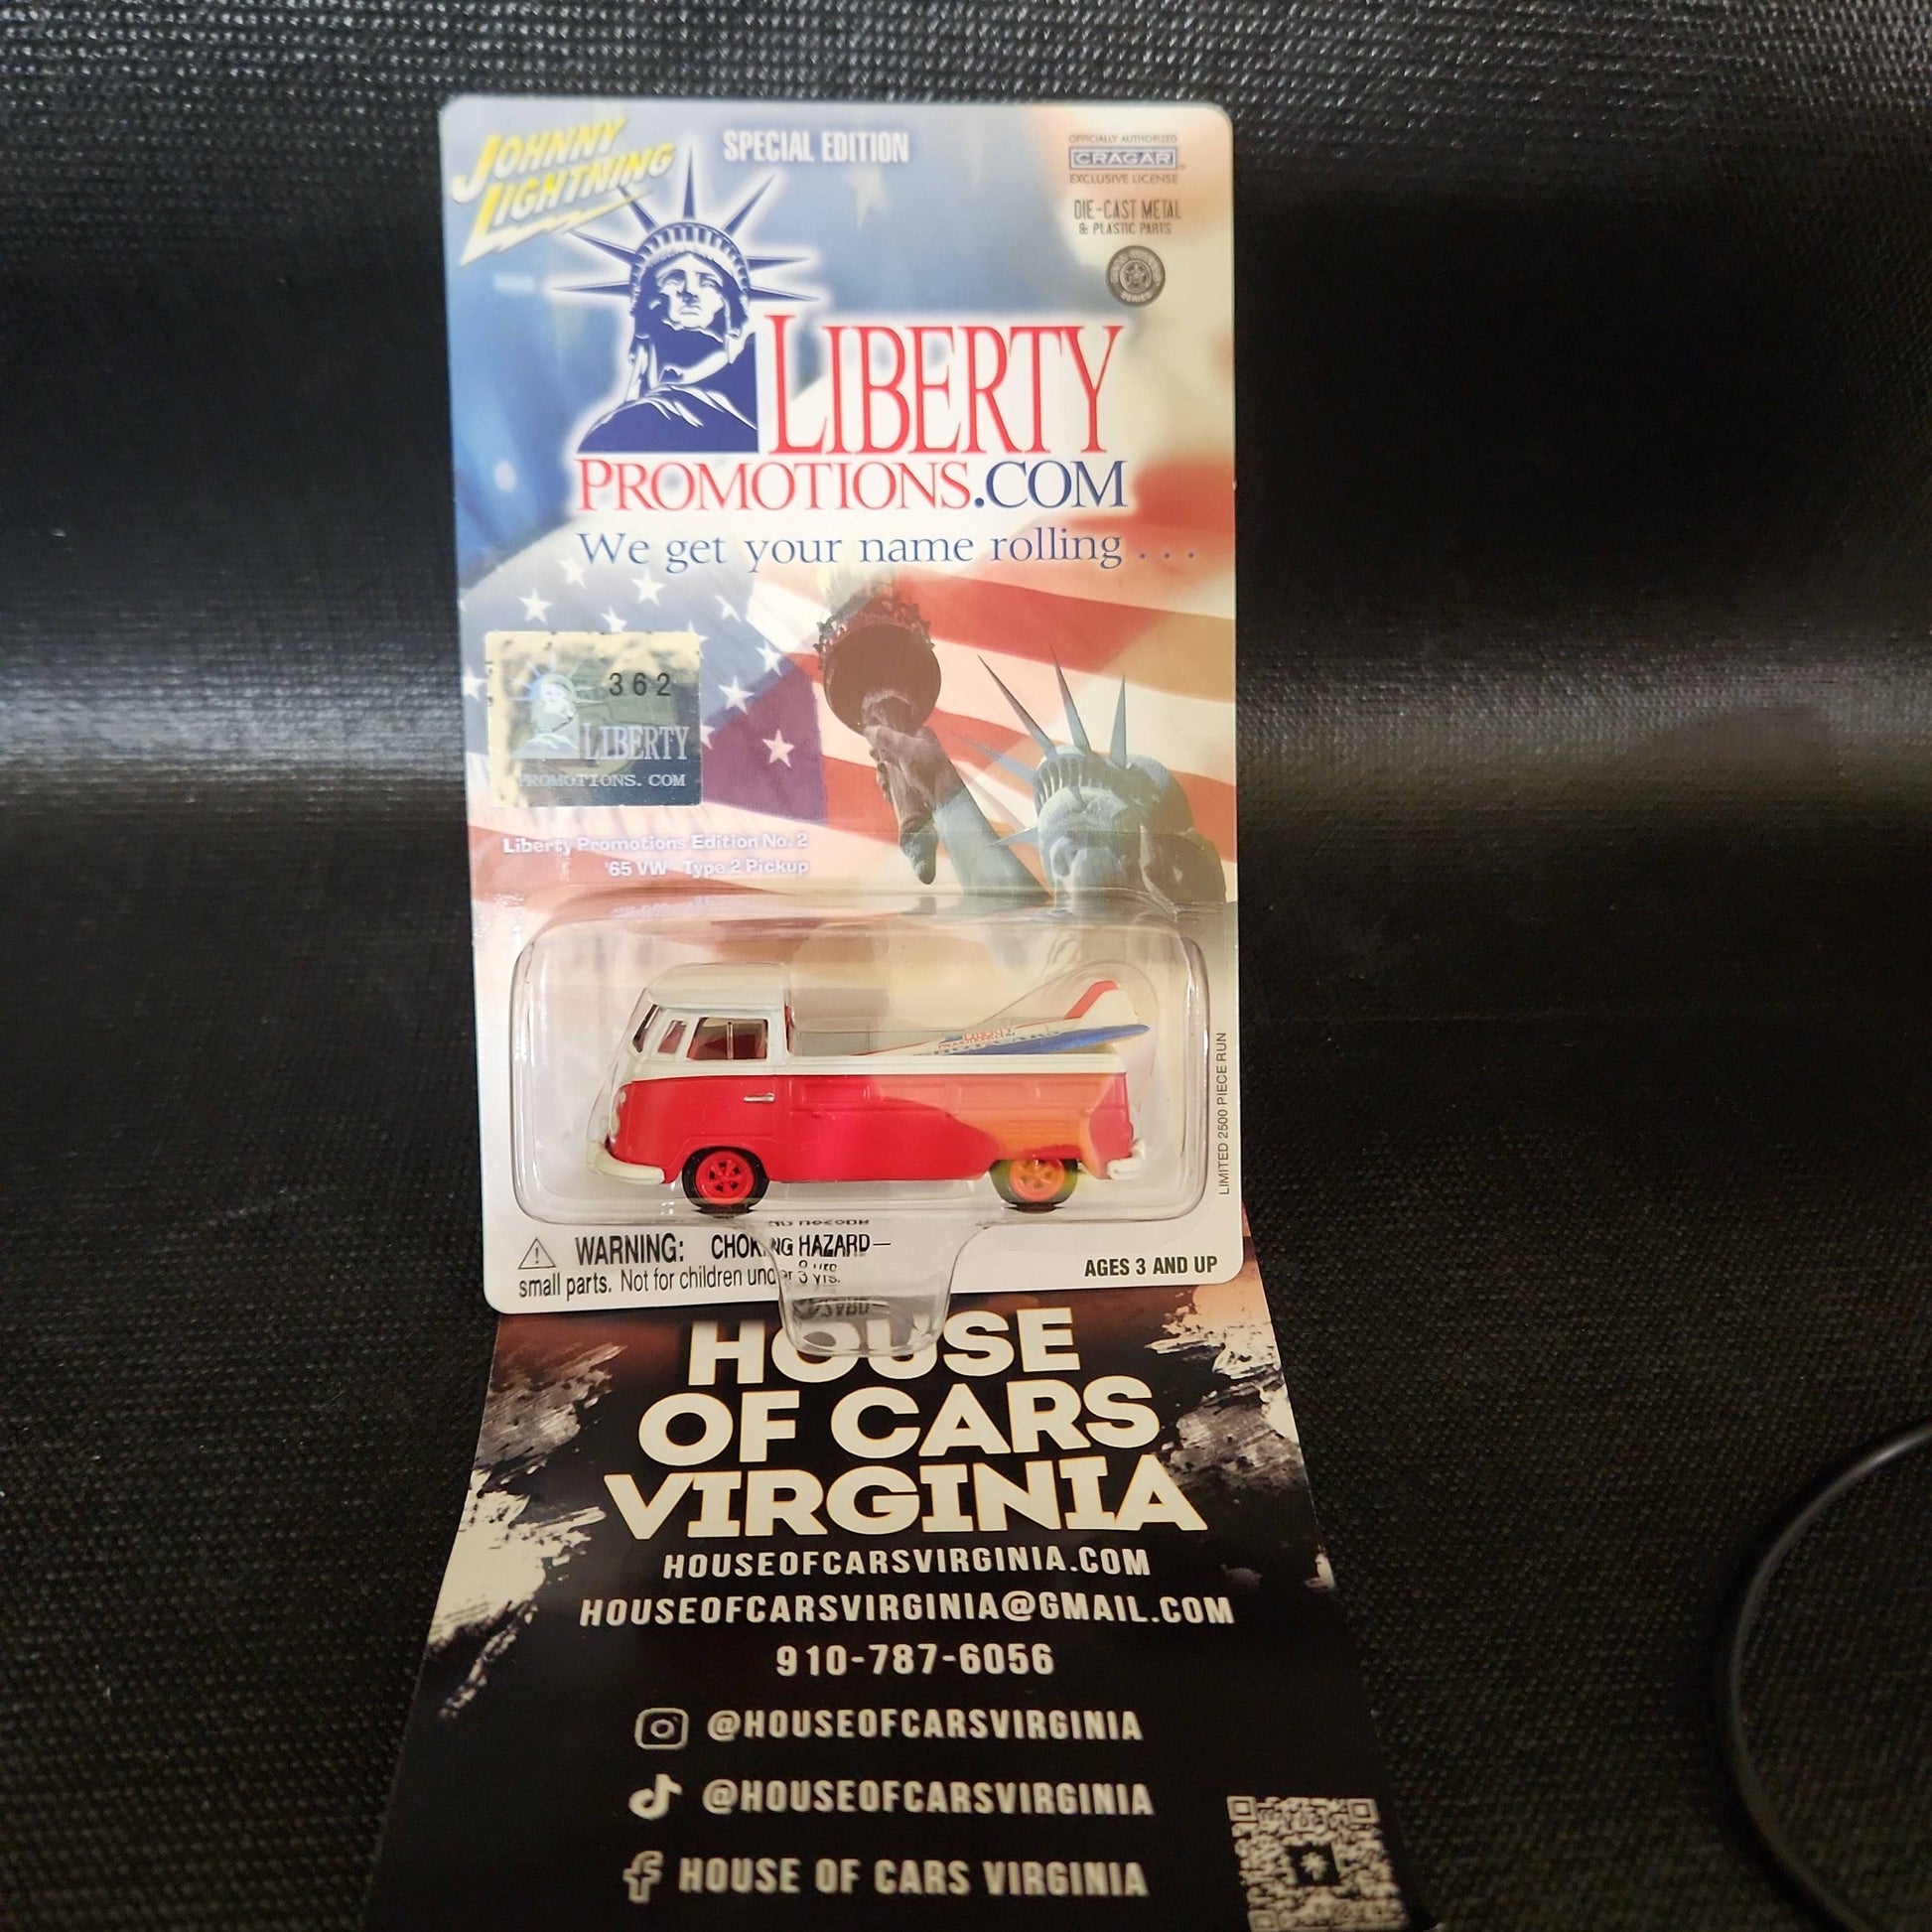 JOHNNY
LIGHTNING
SPECIAL EDITION
OFFICIALLY AUTHORIZED
CRAGAR
EXCLUSIVE LICENSE
DIE-CAST METAL
& PLASTIC PARTS
SERIES
LIBERTY
PROMOTIONS.COM
We get your name rolling . . .
362
LIBERTY
PROMOTIONS.COM
Liberty Promotions Edition No. 2
'65 VW Type 2 Pickup
LIBERTY
LIMITED 2500 PIECE RUN
WARNING: CHOKING HAZARD—
small parts. Not for children under 3 yrs.
AGES 3 AND UP
HOUSE
OF CARS
VIRGINIA
HOUSEOFCARSVIRGINIA.COM
HOUSEOFCARSVIRGINIA@GMAIL.COM
910-787-6056
@HOUSEOFCARSVIRGINIA
@HOUSEOFCARSVIRGINIA
HOUSE OF CARS VIRGINIA